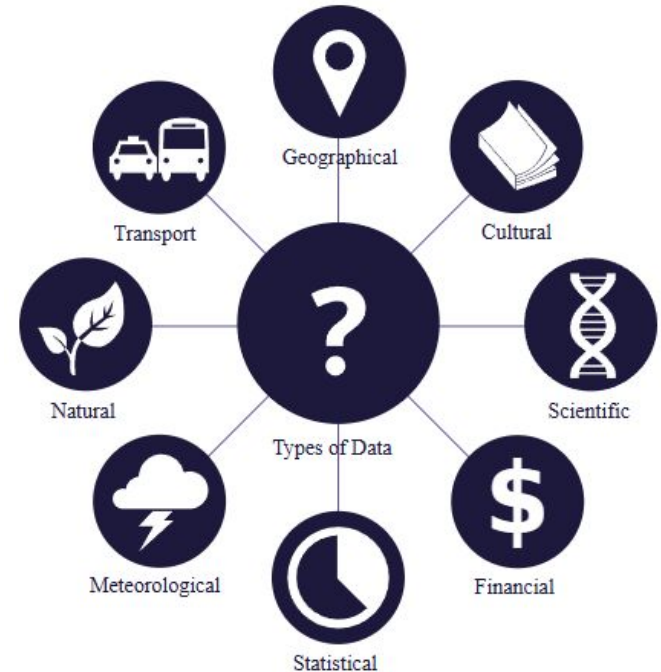 Geographical
Cultural
Transport
?
Natural
Scientific
Types of Data
Meteorological
$
Financial
Statistical